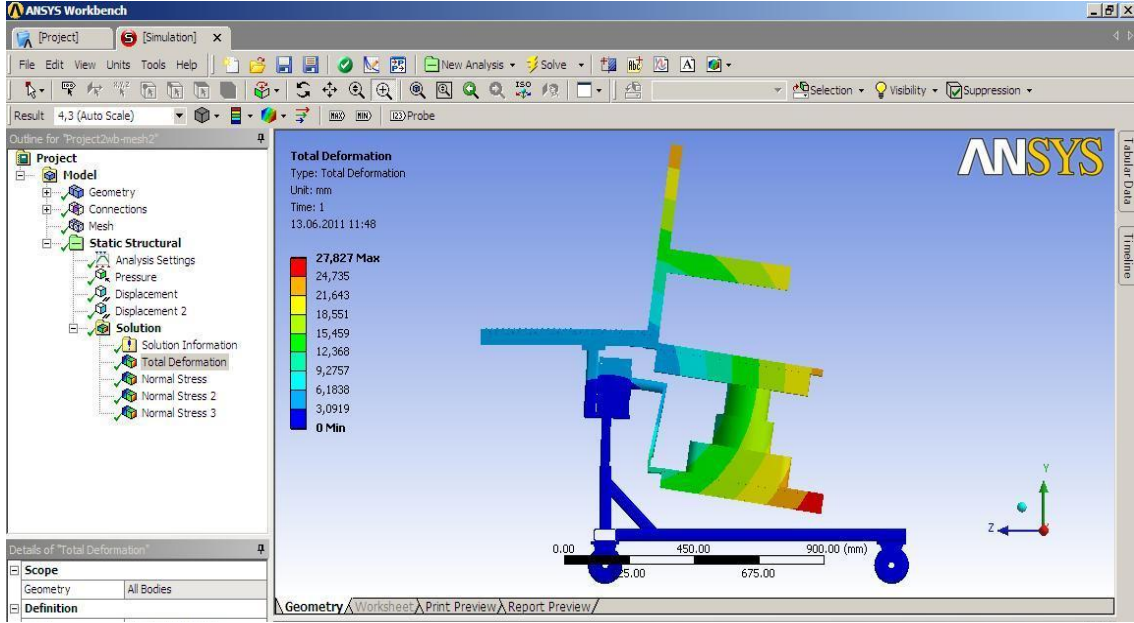 ANSYS Workbench
[Project] [Simulation]
File Edit View Units Tools Help New Analysis Solve
Selection Visibility Suppression
Result 4,3 (Auto Scale) MAX MIN 123 Probe
Outline for "Project2wb-mesh2"
Project
Model
Geometry
Connections
Mesh
Static Structural
Analysis Settings
Pressure
Displacement
Displacement 2
Solution
Solution Information
Total Deformation
Normal Stress
Normal Stress 2
Normal Stress 3
Details of "Total Deformation"
Scope
Geometry All Bodies
Definition
Total Deformation
Type: Total Deformation
Unit: mm
Time: 1
13.06.2011 11:48
27,827 Max
24,735
21,643
18,551
15,459
12,368
9,2757
6,1838
3,0919
0 Min
ANSYS
Y
Z
0.00 450.00 900.00 (mm)
25.00 675.00
Geometry Worksheet Print Preview Report Preview
Tabular Data
Timeline